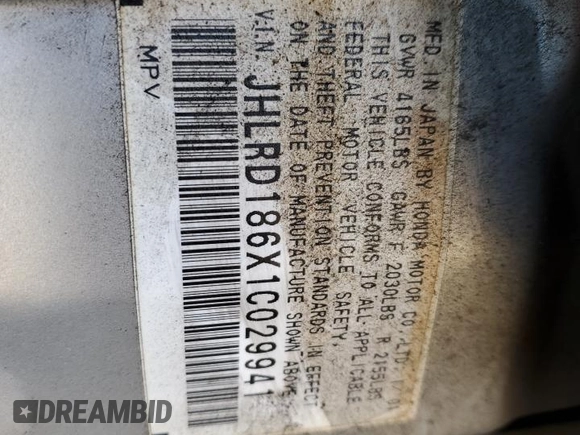 MFD. IN JAPAN BY HONDA MOTOR CO.,LTD.
GVWR 4165LBS GAWR F 2030LBS R 2155LBS
THIS VEHICLE CONFORMS TO ALL APPLICABLE
FEDERAL MOTOR VEHICLE SAFETY,
AND THEFT PREVENTION STANDARDS IN EFFECT
ON THE DATE OF MANUFACTURE SHOWN ABOVE.
V.I.N. JHLRD186X1C029941
MPV
DREAMBID